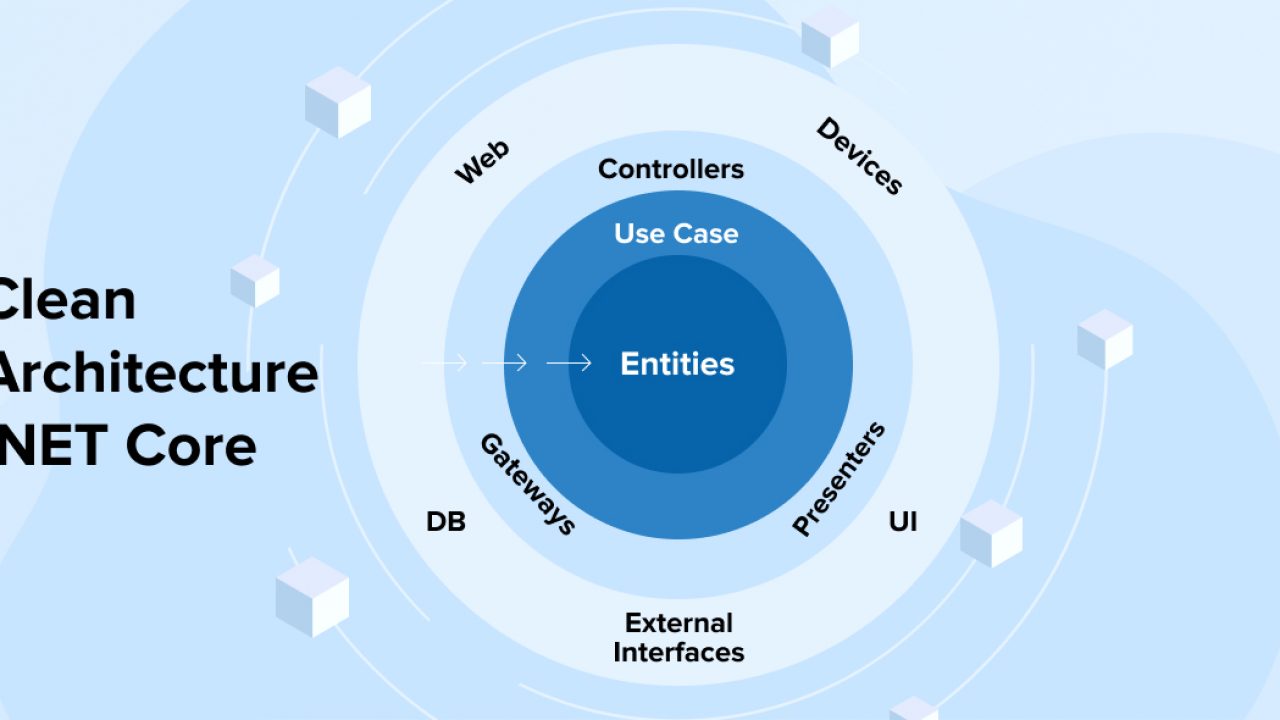 Clean
Architecture
.NET Core
Web
Devices
Controllers
Use Case
Entities
Gateways
Presenters
DB
UI
External
Interfaces